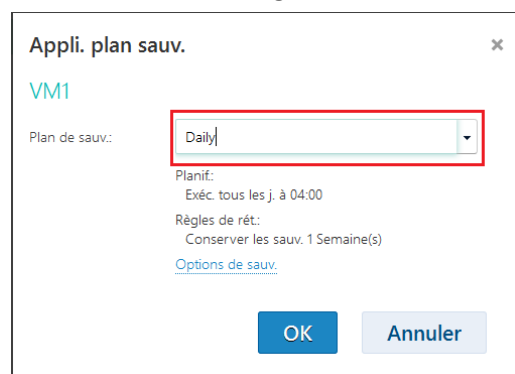 Appli. plan sauv.
VM1
Plan de sauv.: Daily
Planif.:
Exéc. tous les j. à 04:00
Règles de rét.:
Conserver les sauv. 1 Semaine(s)
Options de sauv.
OK Annuler